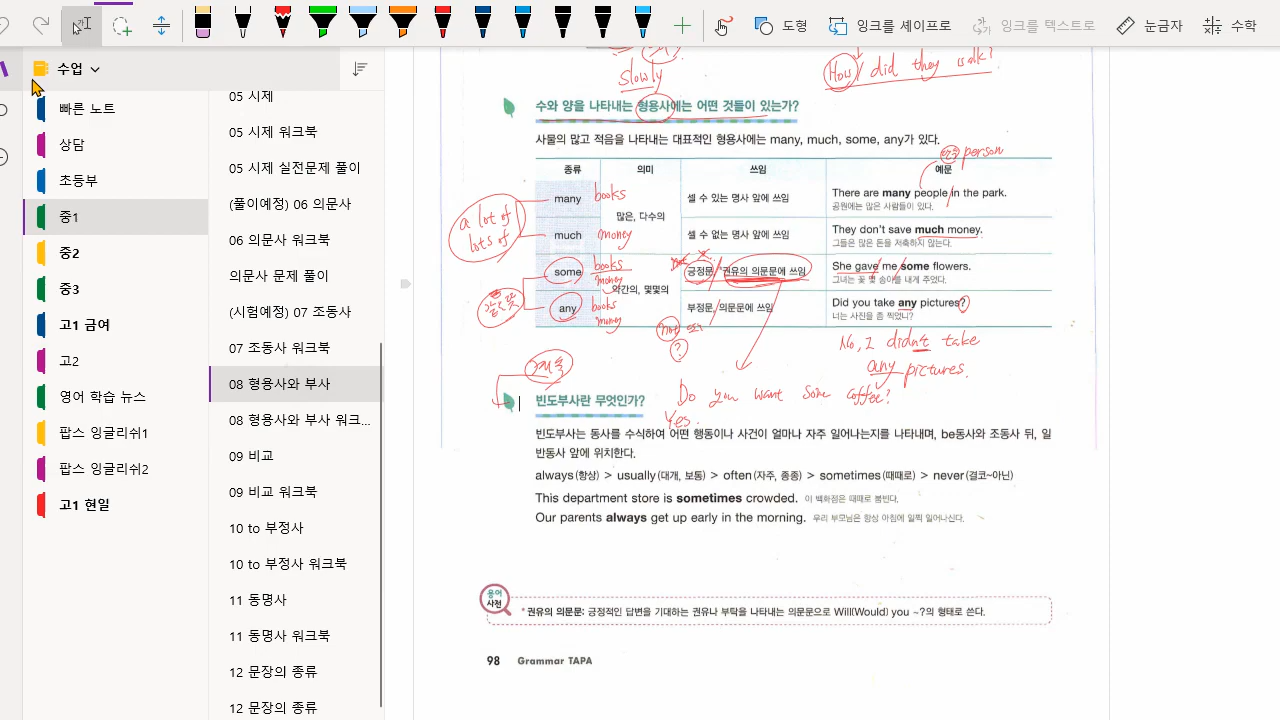 도형
잉크를 셰이프로
잉크를 텍스트로
눈금자
수학
수업
빠른 노트
상담
초등부
중1
중2
중3
고1 금여
고2
영어 학습 뉴스
팝스 잉글리쉬1
팝스 잉글리쉬2
고1 현일
05 시제
05 시제 워크북
05 시제 실전문제 풀이
(풀이예정) 06 의문사
06 의문사 워크북
의문사 문제 풀이
(시험예정) 07 조동사
07 조동사 워크북
08 형용사와 부사
08 형용사와 부사 워크...
09 비교
09 비교 워크북
10 to 부정사
10 to 부정사 워크북
11 동명사
11 동명사 워크북
12 문장의 종류
12 문장의 종류
slowly
How did they walk?
수와 양을 나타내는 형용사에는 어떤 것들이 있는가?
사물의 많고 적음을 나타내는 대표적인 형용사에는 many, much, some, any가 있다.
person
종류 의미 쓰임 예문
a lot of
lots of
many books
많은, 다수의
셀 수 있는 명사 앞에 쓰임
There are many people in the park.
공원에는 많은 사람들이 있다.
much money
셀 수 없는 명사 앞에 쓰임
They don't save much money.
그들은 많은 돈을 저축하지 않는다.
같은 뜻
some books
money
약간의, 몇몇의
긍정문/권유의 의문문에 쓰임
She gave me some flowers.
그녀는 꽃 몇 송이를 내게 주었다.
any books
money
부정문, 의문문에 쓰임
Did you take any pictures?
너는 사진을 좀 찍었니?
not
?
No, I didn't take
any pictures.
빈도부사란 무엇인가?
Do you want some coffee?
Yes.
빈도부사는 동사를 수식하여 어떤 행동이나 사건이 얼마나 자주 일어나는지를 나타내며, be동사와 조동사 뒤, 일
반동사 앞에 위치한다.
always(항상) > usually(대개, 보통) > often(자주, 종종) > sometimes(때때로) > never(결코~아닌)
This department store is sometimes crowded. 이 백화점은 때때로 붐빈다.
Our parents always get up early in the morning. 우리 부모님은 항상 아침에 일찍 일어나신다.
용어
사전
* 권유의 의문문: 긍정적인 답변을 기대하는 권유나 부탁을 나타내는 의문문으로 Will(Would) you ~?의 형태로 쓴다.
98 Grammar TAPA